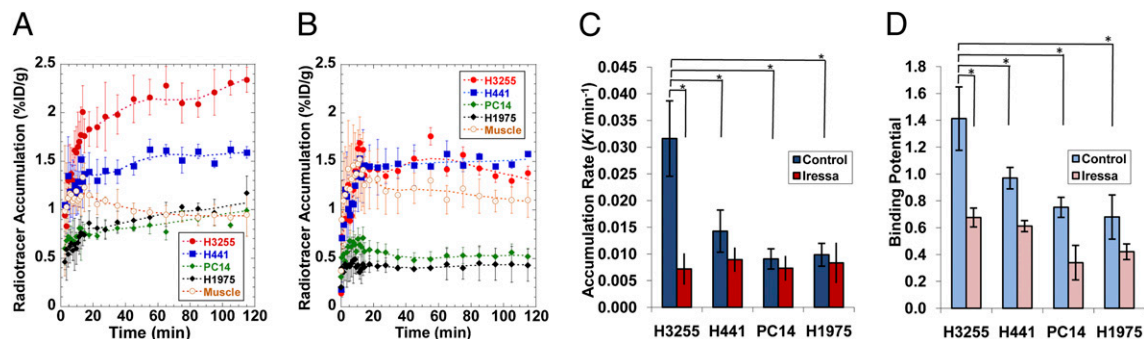 A
Radiotracer Accumulation (%ID/g)
2.5
2
1.5
1
0.5
0
0 20 40 60 80 100 120
Time (min)
H3255
H441
PC14
H1975
Muscle
B
Radiotracer Accumulation (%ID/g)
2.5
2
1.5
1
0.5
0
0 20 40 60 80 100 120
Time (min)
H3255
H441
PC14
H1975
Muscle
C
Accumulation Rate (Ki min⁻¹)
0.045
0.040
0.035
0.030
0.025
0.020
0.015
0.010
0.005
0.000
H3255 H441 PC14 H1975
Control
Iressa
*
*
*
*
D
Binding Potential
1.8
1.6
1.4
1.2
1.0
0.8
0.6
0.4
0.2
0.0
H3255 H441 PC14 H1975
Control
Iressa
*
*
*
*